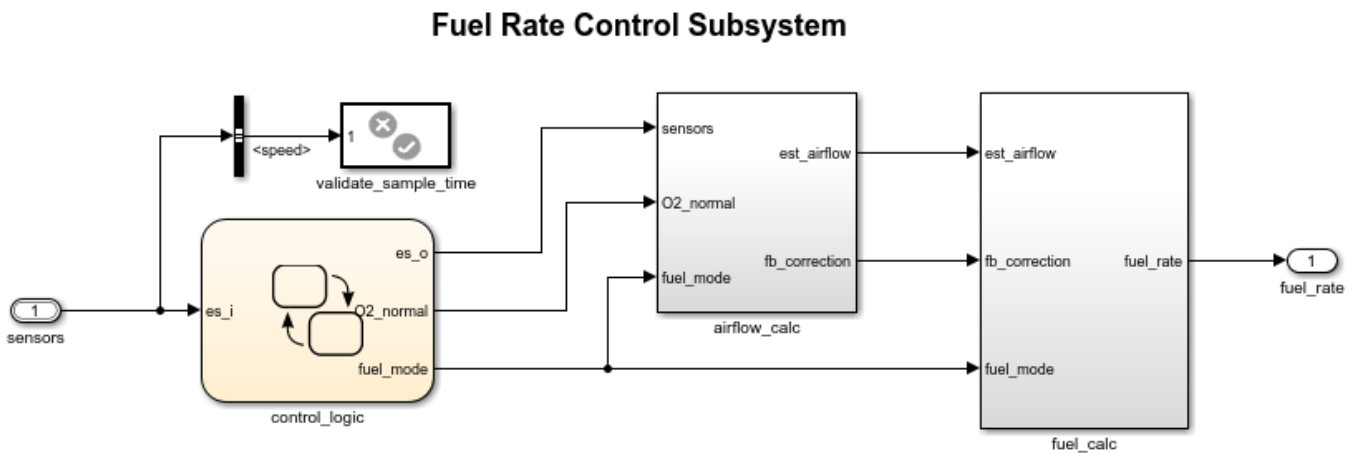 Fuel Rate Control Subsystem
1
<speed>
validate_sample_time
sensors
est_airflow
O2_normal
fb_correction
fuel_mode
airflow_calc
est_airflow
fb_correction
fuel_rate
fuel_mode
fuel_calc
1
fuel_rate
es_o
es_i
O2_normal
fuel_mode
control_logic
1
sensors